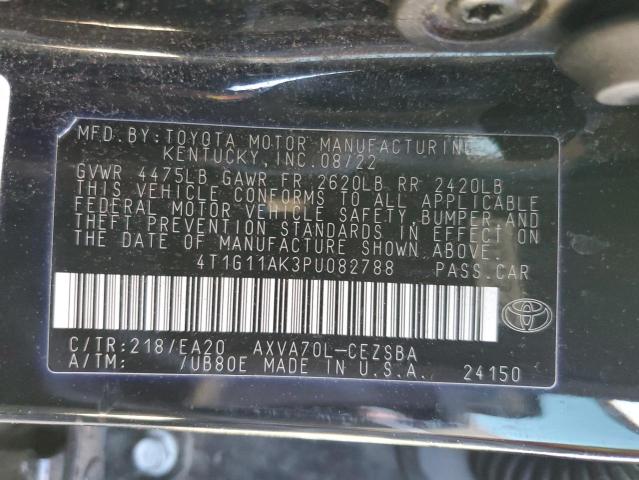 MFD.BY:TOYOTA MOTOR MANUFACTURING
KENTUCKY, INC. 08/22
GVWR 4475LB GAWR FR 2620LB RR 2420LB
THIS VEHICLE CONFORMS TO ALL APPLICABLE
FEDERAL MOTOR VEHICLE SAFETY, BUMPER AND
THEFT PREVENTION STANDARDS IN EFFECT ON
THE DATE OF MANUFACTURE SHOWN ABOVE.
4T1G11AK3PU082788 PASS.CAR
C/TR:218/EA20 AXVA70L-CEZSBA
A/TM: /UB80E MADE IN U.S.A. 24150